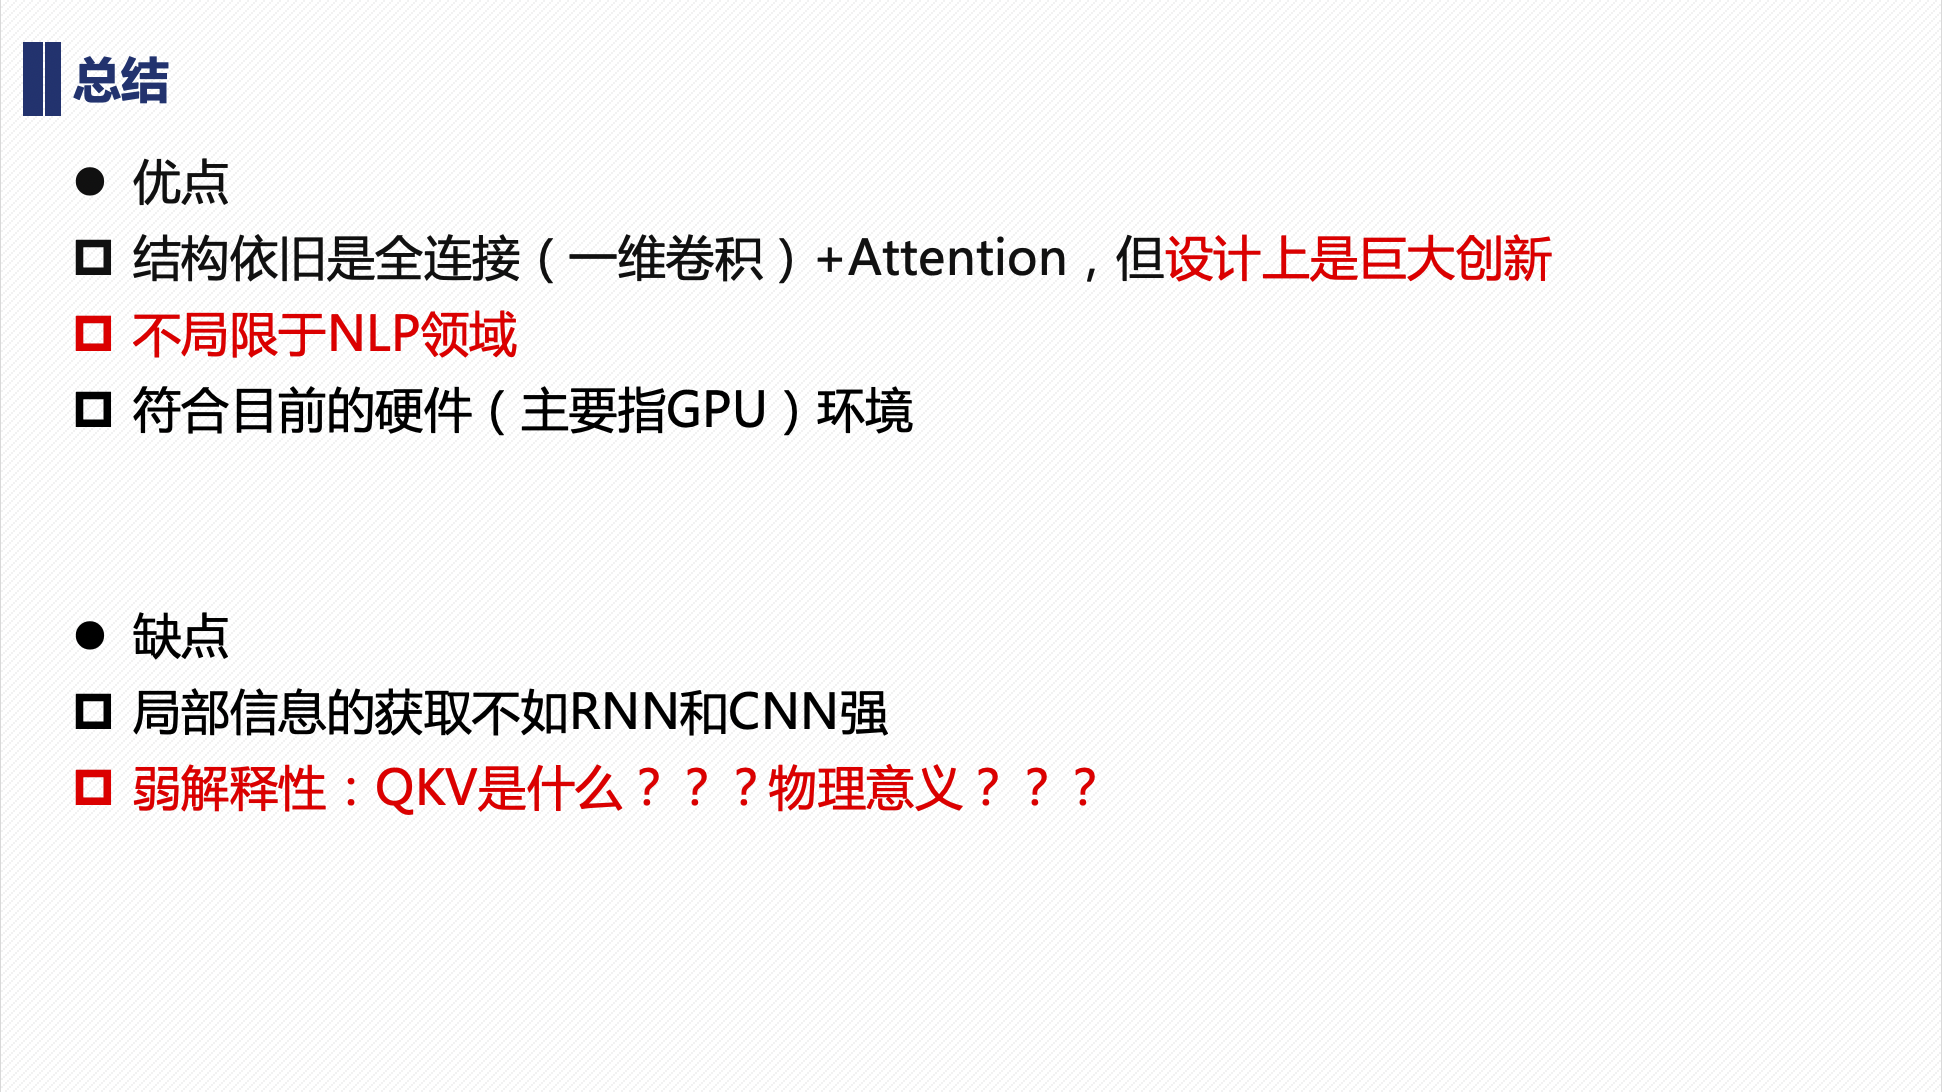 总结
优点
结构依旧是全连接（一维卷积）+Attention，但设计上是巨大创新
不局限于NLP领域
符合目前的硬件（主要指GPU）环境
缺点
局部信息的获取不如RNN和CNN强
弱解释性：QKV是什么？？？物理意义？？？